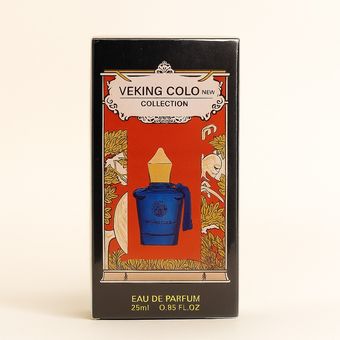 VEKING COLO NEW
COLLECTION
EAU DE PARFUM
25ml 0.85 FL.OZ